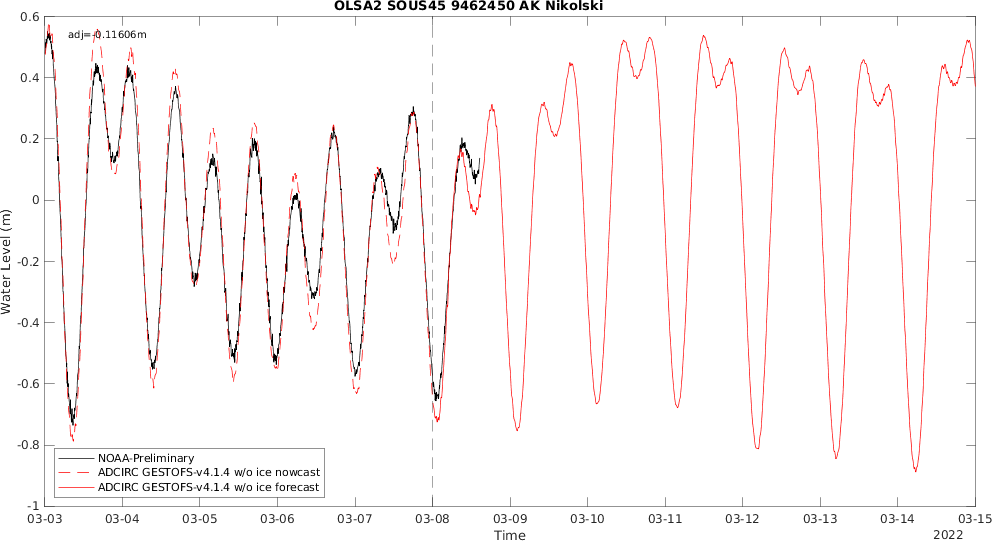 OLSA2 SOUS45 9462450 AK Nikolski
adj=-0.11606m
0.6
0.4
0.2
0
-0.2
-0.4
-0.6
-0.8
-1
Water Level (m)
NOAA-Preliminary
ADCIRC GESTOFS-v4.1.4 w/o ice nowcast
ADCIRC GESTOFS-v4.1.4 w/o ice forecast
03-03 03-04 03-05 03-06 03-07 03-08 03-09 03-10 03-11 03-12 03-13 03-14 03-15
Time
2022